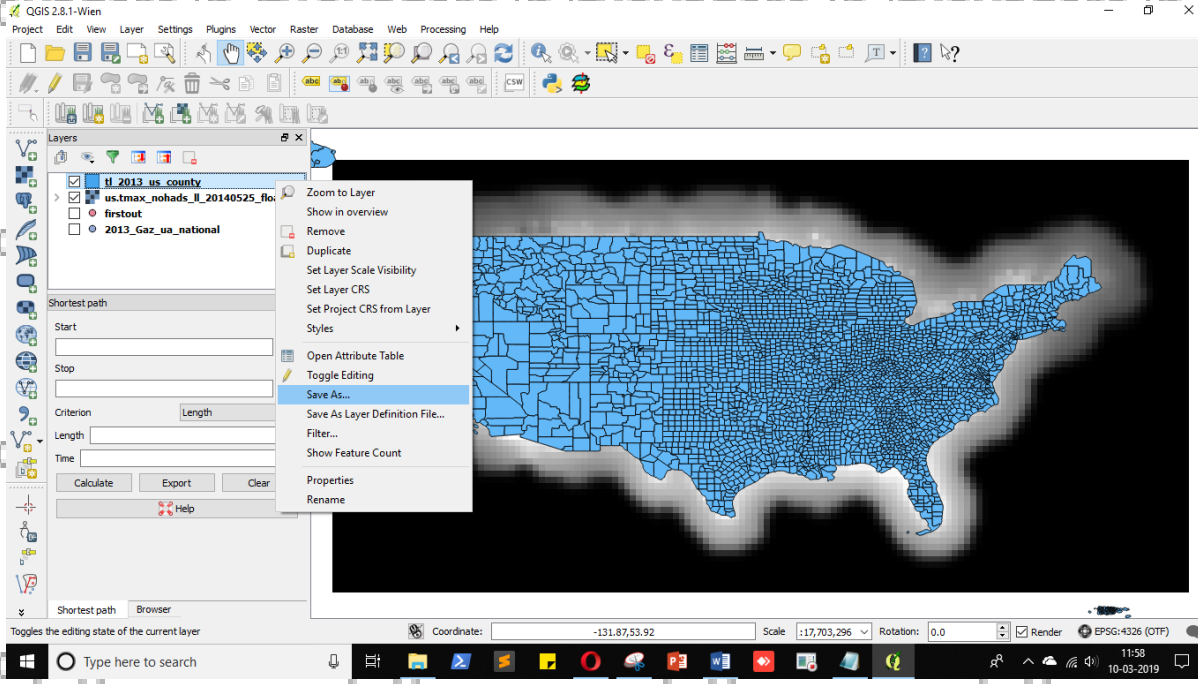 QGIS 2.8.1-Wien
Project Edit View Layer Settings Plugins Vector Raster Database Web Processing Help
CSW
Layers
tl_2013_us_county
us.tmax_nohads_ll_20140525_floa
firstout
2013_Gaz_ua_national
Zoom to Layer
Show in overview
Remove
Duplicate
Set Layer Scale Visibility
Set Layer CRS
Set Project CRS from Layer
Styles
Open Attribute Table
Toggle Editing
Save As...
Save As Layer Definition File...
Filter...
Show Feature Count
Properties
Rename
Shortest path
Start
Stop
Criterion Length
Length
Time
Calculate Export Clear
Help
Shortest path Browser
Toggles the editing state of the current layer Coordinate: -131.87,53.92 Scale :17,703,296 Rotation: 0.0 Render EPSG:4326 (OTF)
Type here to search
11:58
10-03-2019